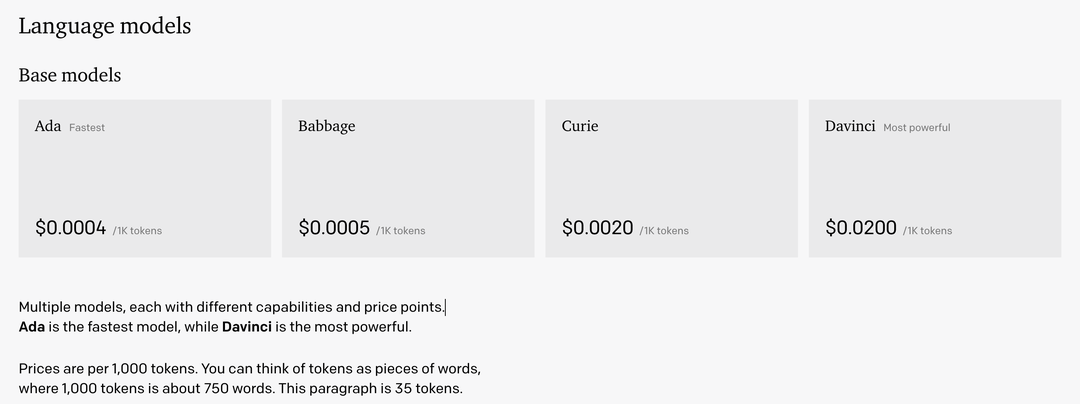 Language models
Base models
Ada Fastest
$0.0004 /1K tokens
Babbage
$0.0005 /1K tokens
Curie
$0.0020 /1K tokens
Davinci Most powerful
$0.0200 /1K tokens
Multiple models, each with different capabilities and price points.
Ada is the fastest model, while Davinci is the most powerful.
Prices are per 1,000 tokens. You can think of tokens as pieces of words,
where 1,000 tokens is about 750 words. This paragraph is 35 tokens.